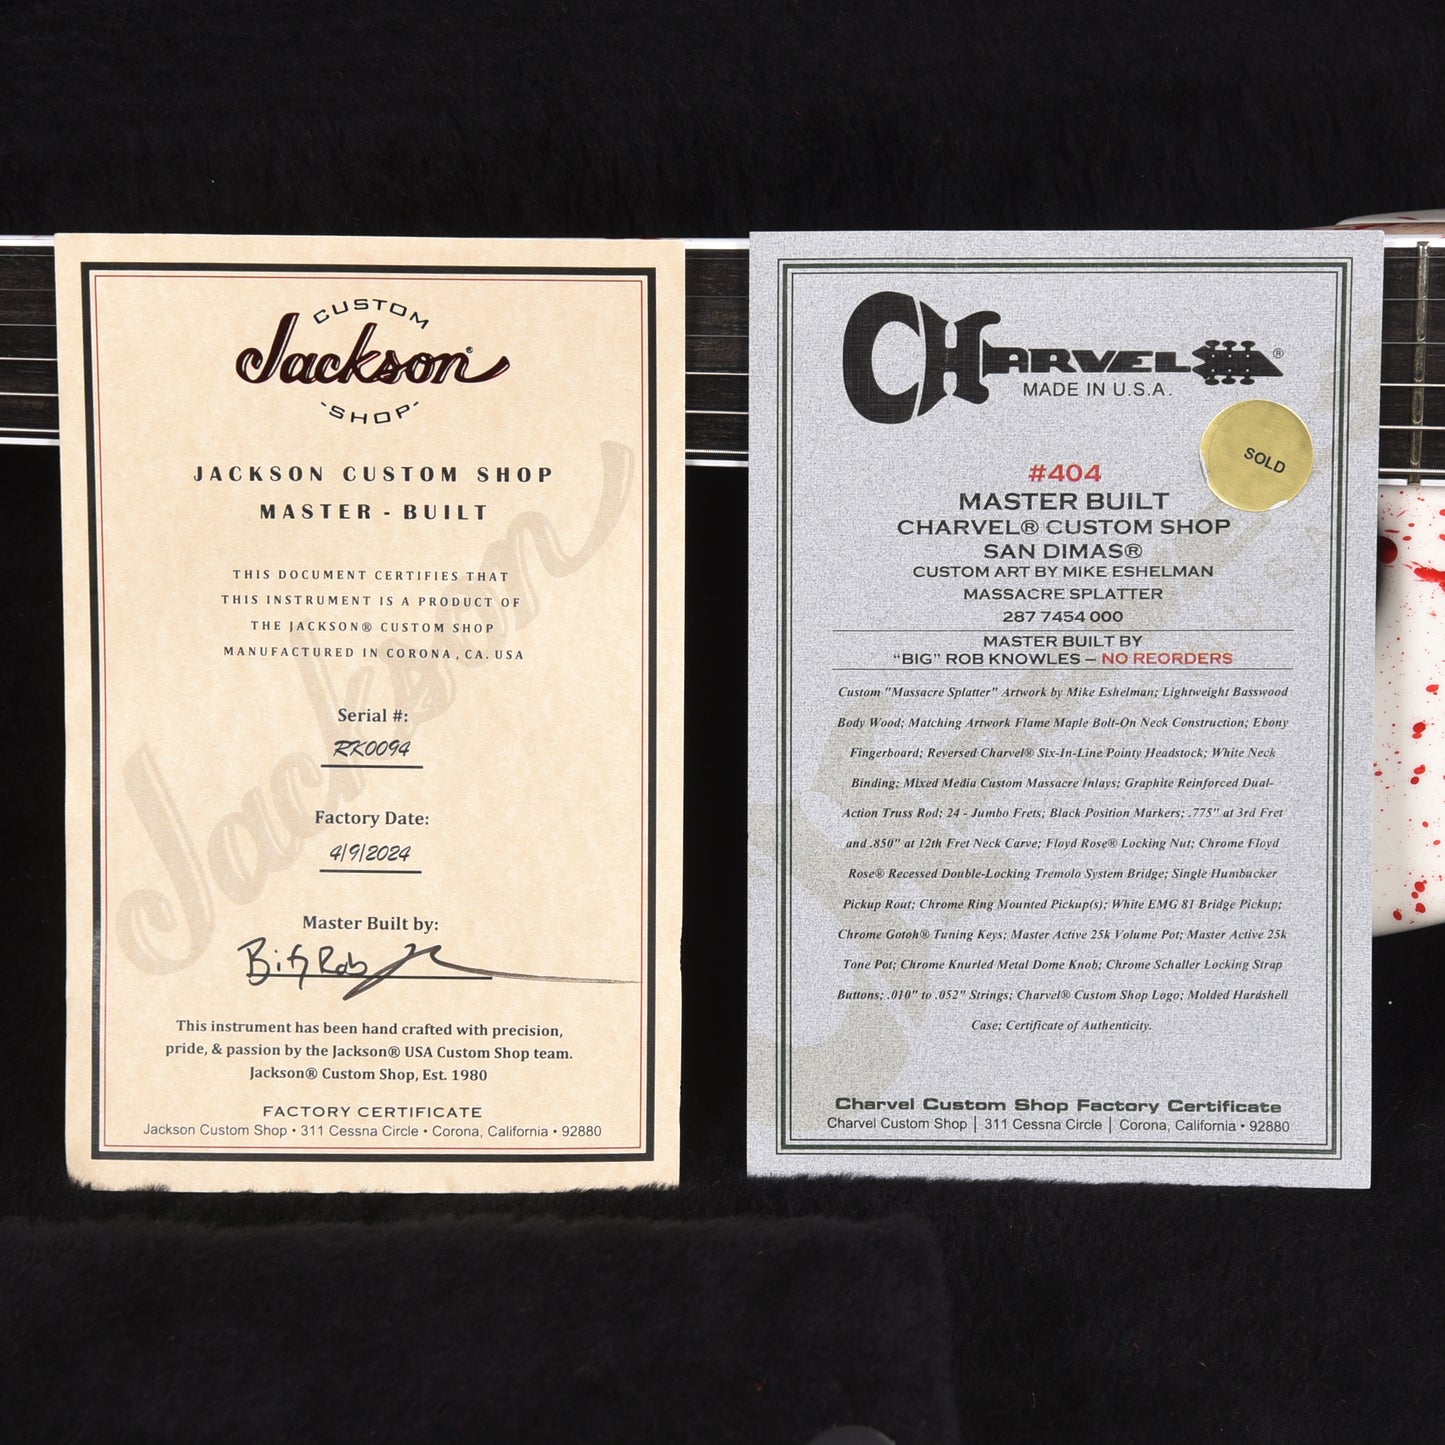 CUSTOM
Jackson®
-SHOP-
JACKSON CUSTOM SHOP
MASTER - BUILT
THIS DOCUMENT CERTIFIES THAT
THIS INSTRUMENT IS A PRODUCT OF
THE JACKSON® CUSTOM SHOP
MANUFACTURED IN CORONA, CA. USA
Serial #:
RK0094
Factory Date:
4/9/2024
Master Built by:
Big Rob
This instrument has been hand crafted with precision,
pride, & passion by the Jackson® USA Custom Shop team.
Jackson® Custom Shop, Est. 1980
FACTORY CERTIFICATE
Jackson Custom Shop • 311 Cessna Circle • Corona, California • 92880
Jackson
CHARVEL®
MADE IN U.S.A.
SOLD
#404
MASTER BUILT
CHARVEL® CUSTOM SHOP
SAN DIMAS®
CUSTOM ART BY MIKE ESHELMAN
MASSACRE SPLATTER
287 7454 000
MASTER BUILT BY
“BIG” ROB KNOWLES – NO REORDERS
Custom "Massacre Splatter" Artwork by Mike Eshelman; Lightweight Basswood
Body Wood; Matching Artwork Flame Maple Bolt-On Neck Construction; Ebony
Fingerboard; Reversed Charvel® Six-In-Line Pointy Headstock; White Neck
Binding; Mixed Media Custom Massacre Inlays; Graphite Reinforced Dual-
Action Truss Rod; 24 - Jumbo Frets; Black Position Markers; .775" at 3rd Fret
and .850" at 12th Fret Neck Carve; Floyd Rose® Locking Nut; Chrome Floyd
Rose® Recessed Double-Locking Tremolo System Bridge; Single Humbucker
Pickup Rout; Chrome Ring Mounted Pickup(s); White EMG 81 Bridge Pickup;
Chrome Gotoh® Tuning Keys; Master Active 25k Volume Pot; Master Active 25k
Tone Pot; Chrome Knurled Metal Dome Knob; Chrome Schaller Locking Strap
Buttons; .010" to .052" Strings; Charvel® Custom Shop Logo; Molded Hardshell
Case; Certificate of Authenticity.
Charvel Custom Shop Factory Certificate
Charvel Custom Shop | 311 Cessna Circle | Corona, California • 92880